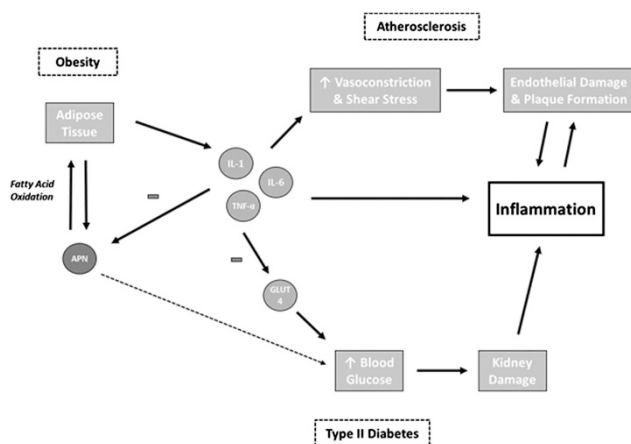 Atherosclerosis
Obesity
↑ Vasoconstriction
& Shear Stress
Endothelial Damage
& Plaque Formation
Adipose
Tissue
IL-1
IL-6
TNF-α
Fatty Acid
Oxidation
Inflammation
APN
GLUT
4
↑ Blood
Glucose
Kidney
Damage
Type II Diabetes